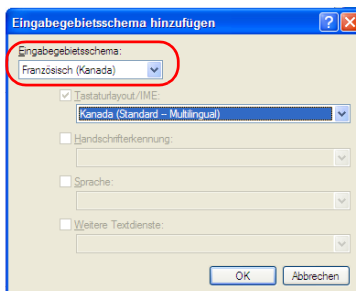 Eingabegebietsschema hinzufügen
Eingabegebietsschema:
Französisch (Kanada)
Tastaturlayout/IME:
Kanada (Standard – Multilingual)
Handschrifterkennung:
Sprache:
Weitere Textdienste:
OK Abbrechen